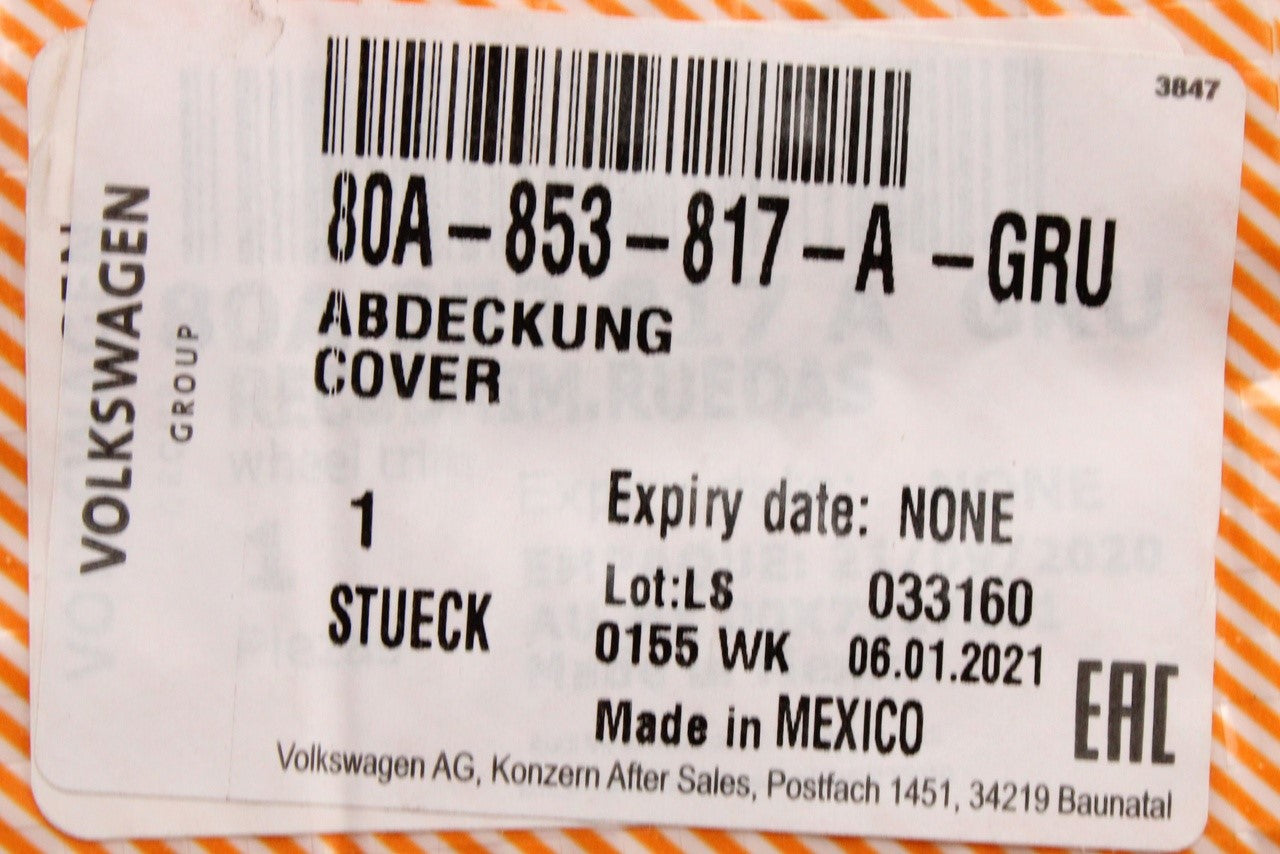 3847
80A-853-817-A -GRU
ABDECKUNG
COVER
VOLKSWAGEN
GROUP
1
STUECK
Expiry date: NONE
Lot:LS 033160
0155 WK 06.01.2021
Made in MEXICO
EAC
Volkswagen AG, Konzern After Sales, Postfach 1451, 34219 Baunatal